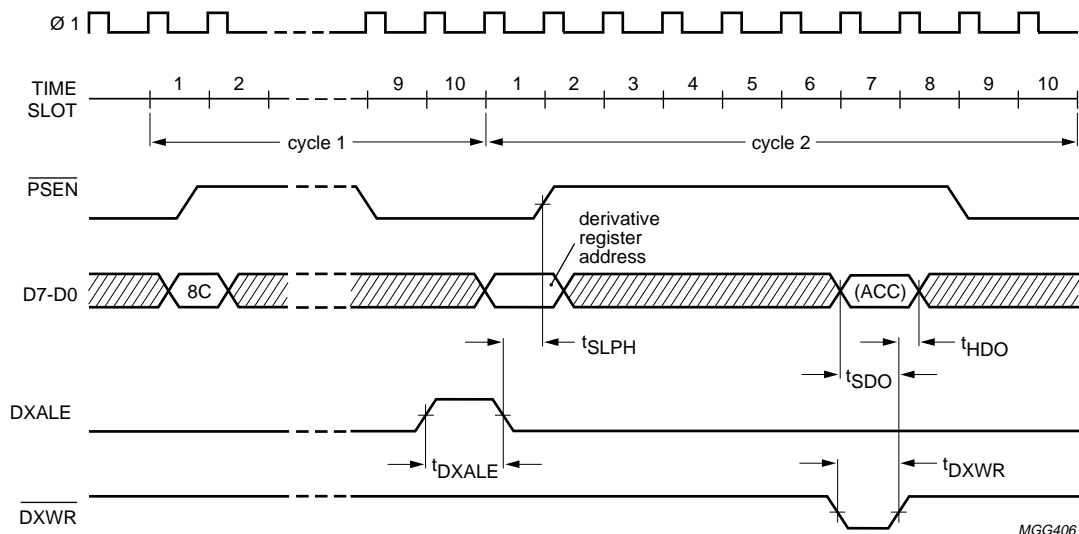 Ø 1
TIME SLOT
1 2 9 10 1 2 3 4 5 6 7 8 9 10
cycle 1 cycle 2
PSEN
derivative
register
address
D7-D0 8C (ACC)
tSLPH tHDO
tSDO
DXALE
tDXALE tDXWR
DXWR
MGG406